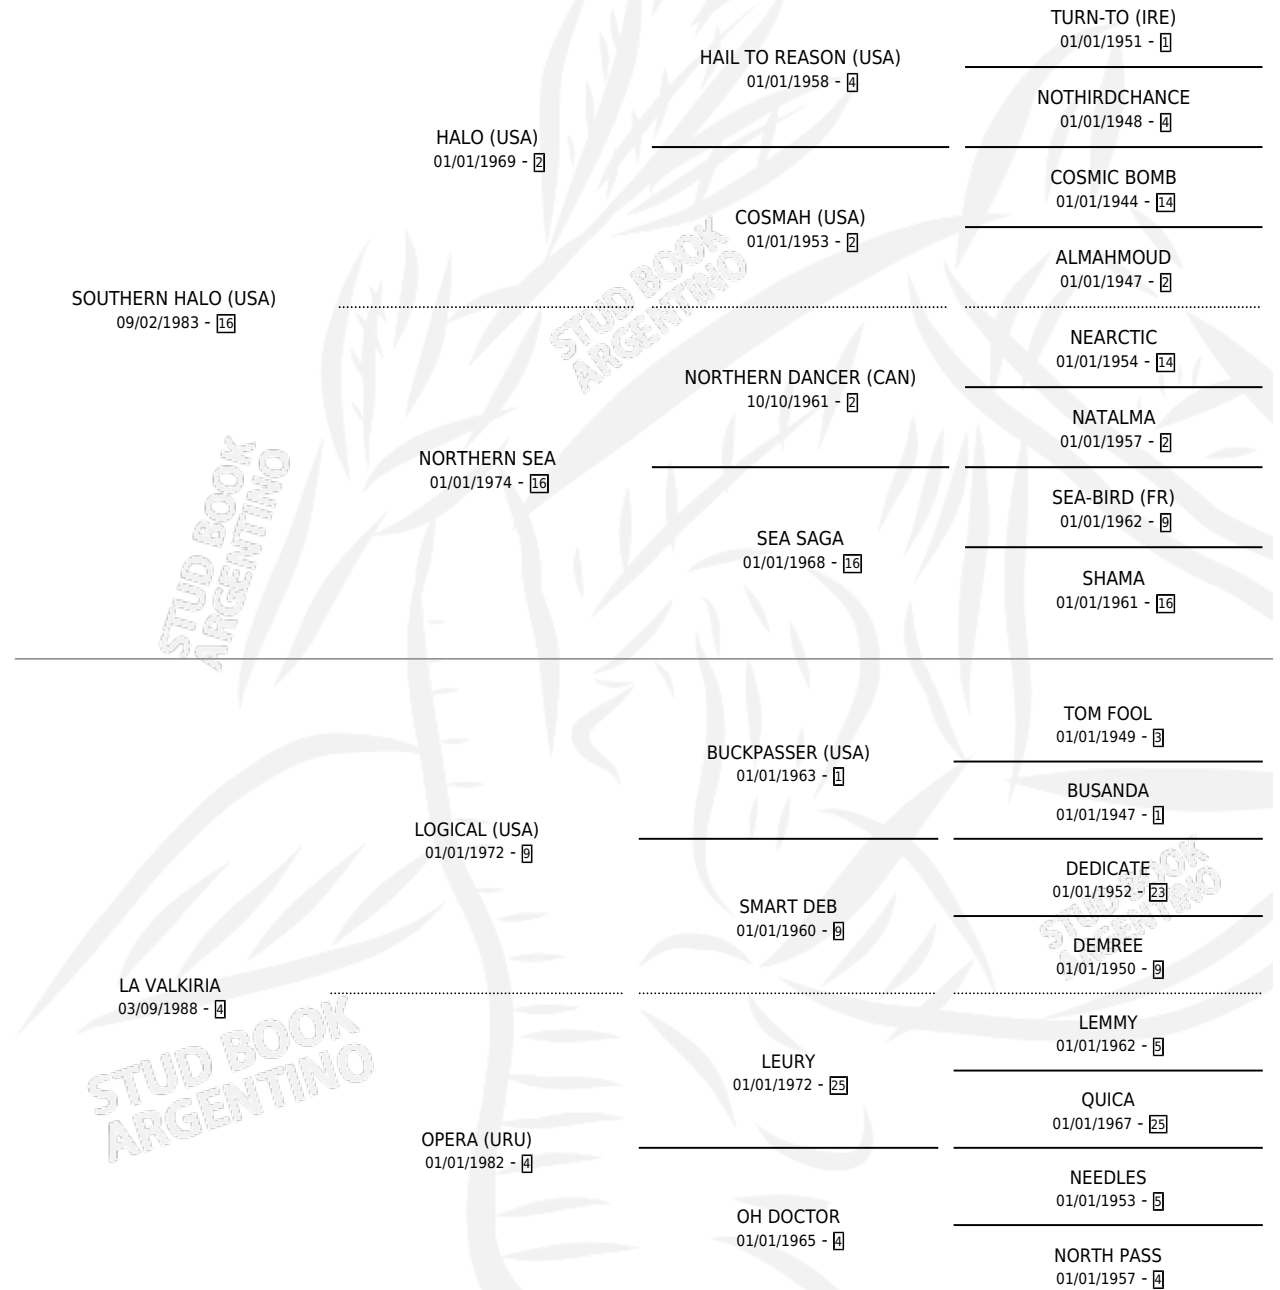 TURN-TO (IRE)
01/01/1951 - 1
HAIL TO REASON (USA)
01/01/1958 - 4
NOTHIRDCHANCE
01/01/1948 - 4
HALO (USA)
01/01/1969 - 2
COSMIC BOMB
01/01/1944 - 14
COSMAH (USA)
01/01/1953 - 2
ALMAHMOUD
01/01/1947 - 2
SOUTHERN HALO (USA)
09/02/1983 - 16
STUD BOOK
ARGENTINO
NEARCTIC
01/01/1954 - 14
NORTHERN DANCER (CAN)
10/10/1961 - 2
NATALMA
01/01/1957 - 2
NORTHERN SEA
01/01/1974 - 16
SEA-BIRD (FR)
01/01/1962 - 9
SEA SAGA
01/01/1968 - 16
SHAMA
01/01/1961 - 16
STUD BOOK
ARGENTINO
TOM FOOL
01/01/1949 - 3
BUCKPASSER (USA)
01/01/1963 - 1
BUSANDA
01/01/1947 - 1
LOGICAL (USA)
01/01/1972 - 9
DEDICATE
01/01/1952 - 23
SMART DEB
01/01/1960 - 9
STUD BOOK
ARGENTINO
DEMREE
01/01/1950 - 9
LA VALKIRIA
03/09/1988 - 4
LEMMY
01/01/1962 - 5
STUD BOOK
ARGENTINO
LEURY
01/01/1972 - 25
QUICA
01/01/1967 - 25
OPERA (URU)
01/01/1982 - 4
NEEDLES
01/01/1953 - 5
OH DOCTOR
01/01/1965 - 4
NORTH PASS
01/01/1957 - 4